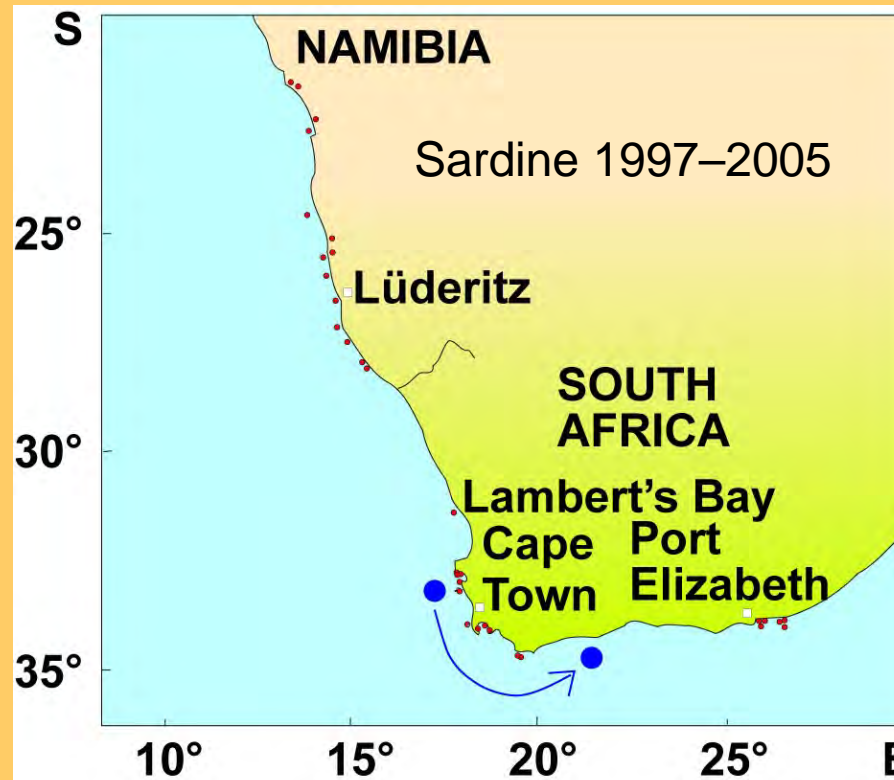 S
NAMIBIA
Sardine 1997–2005
25°
Lüderitz
SOUTH
AFRICA
30°
Lambert's Bay
Cape Port
Town Elizabeth
35°
10° 15° 20° 25° E